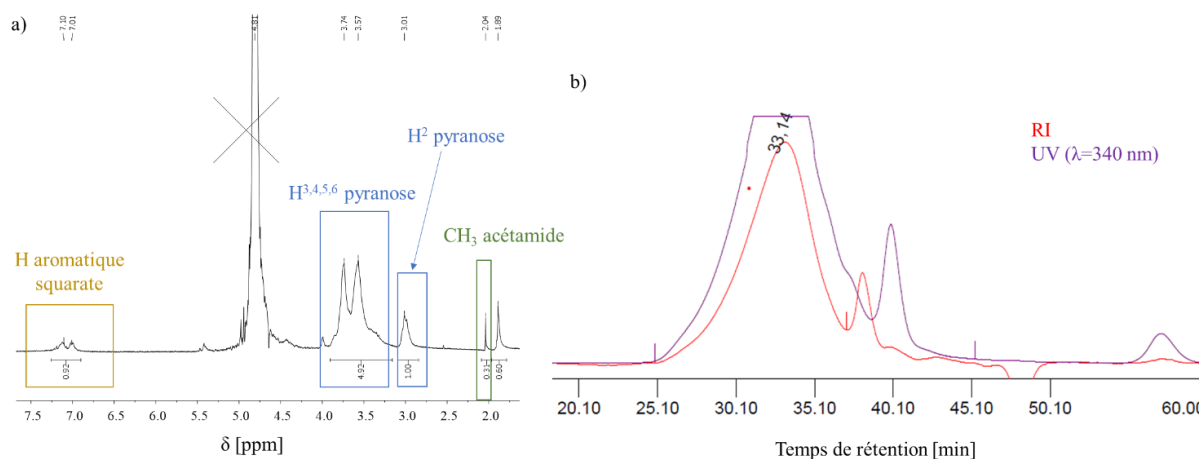 a)
7.10
7.01
4.81
3.74
3.57
3.01
2.04
1.89
H² pyranose
H³,⁴,⁵,⁶ pyranose
CH₃ acétamide
H aromatique
squarate
0.92
4.92
1.00
0.31
0.60
7.5 7.0 6.5 6.0 5.5 5.0 4.5 4.0 3.5 3.0 2.5 2.0
δ [ppm]
b)
33,14
RI
UV (λ=340 nm)
20.10 25.10 30.10 35.10 40.10 45.10 50.10 60.00
Temps de rétention [min]